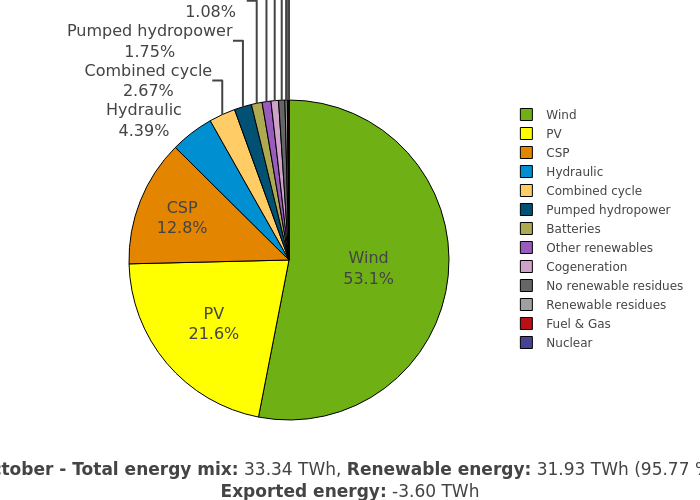 1.08%
Pumped hydropower
1.75%
Combined cycle
2.67%
Hydraulic
4.39%
CSP
12.8%
Wind
53.1%
PV
21.6%
Wind
PV
CSP
Hydraulic
Combined cycle
Pumped hydropower
Batteries
Other renewables
Cogeneration
No renewable residues
Renewable residues
Fuel & Gas
Nuclear
ctober - Total energy mix: 33.34 TWh, Renewable energy: 31.93 TWh (95.77 %
Exported energy: -3.60 TWh